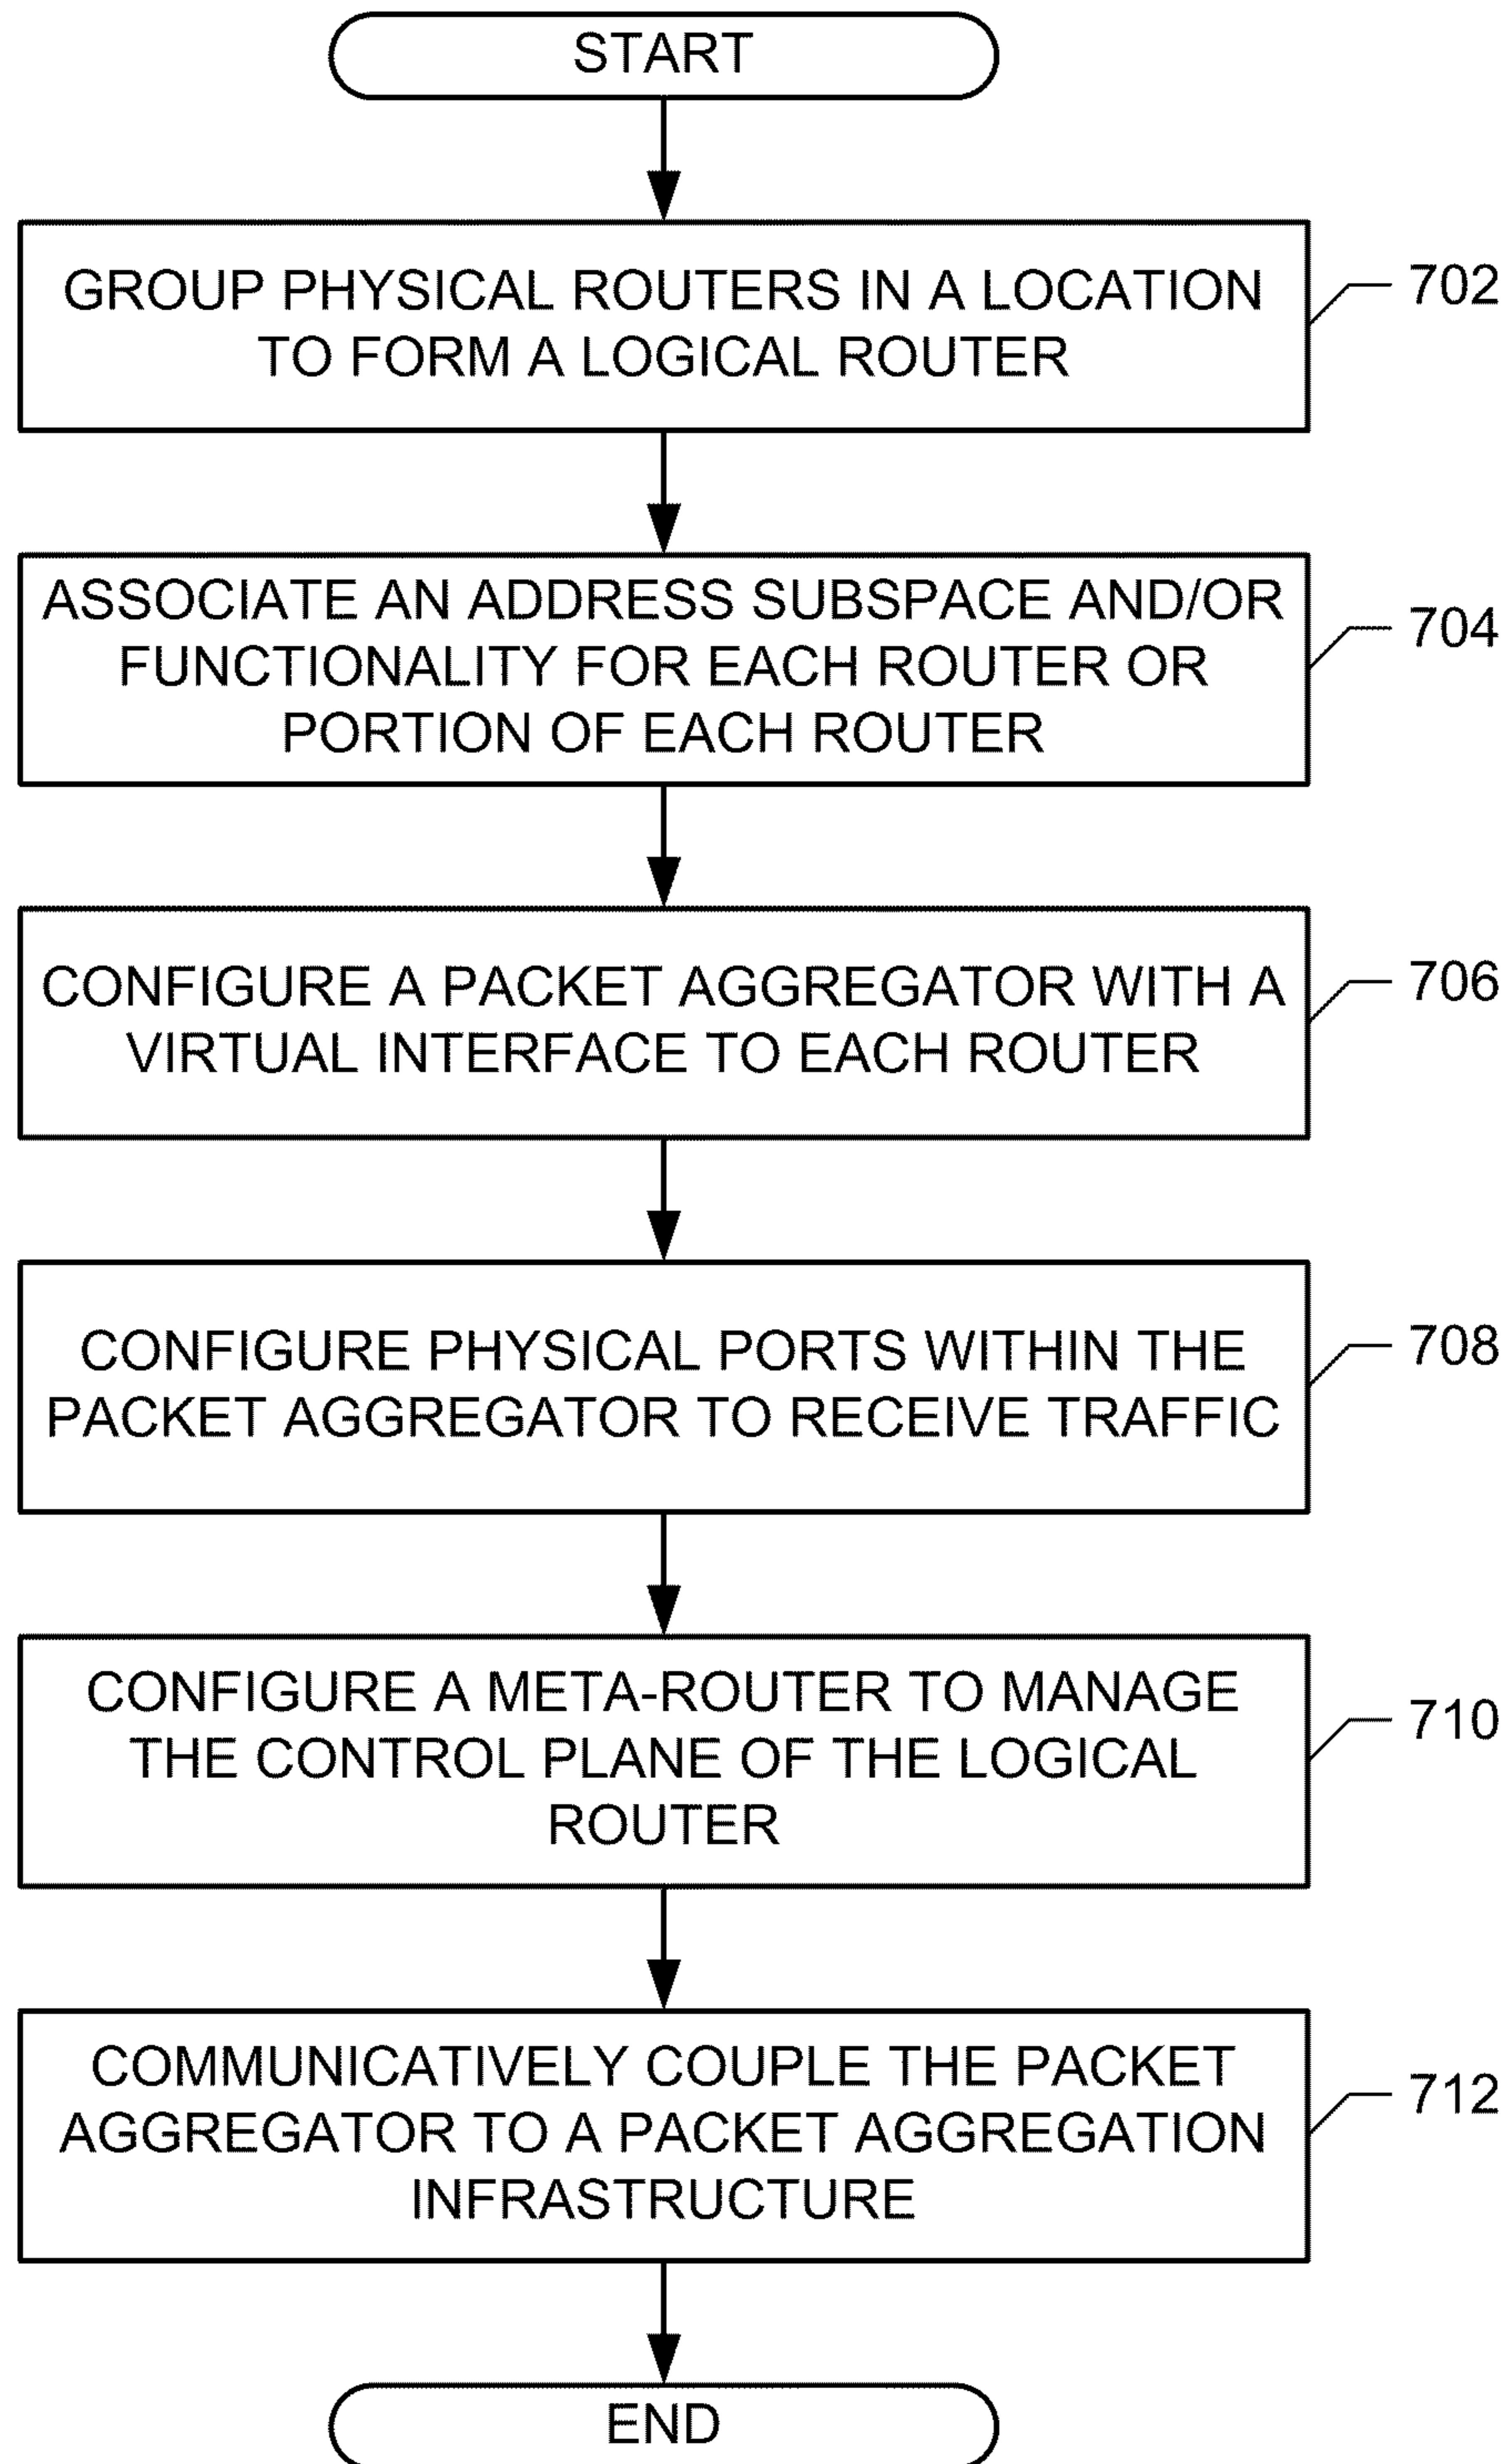 START
GROUP PHYSICAL ROUTERS IN A LOCATION
TO FORM A LOGICAL ROUTER
702
ASSOCIATE AN ADDRESS SUBSPACE AND/OR
FUNCTIONALITY FOR EACH ROUTER OR
PORTION OF EACH ROUTER
704
CONFIGURE A PACKET AGGREGATOR WITH A
VIRTUAL INTERFACE TO EACH ROUTER
706
CONFIGURE PHYSICAL PORTS WITHIN THE
PACKET AGGREGATOR TO RECEIVE TRAFFIC
708
CONFIGURE A META-ROUTER TO MANAGE
THE CONTROL PLANE OF THE LOGICAL
ROUTER
710
COMMUNICATIVELY COUPLE THE PACKET
AGGREGATOR TO A PACKET AGGREGATION
INFRASTRUCTURE
712
END